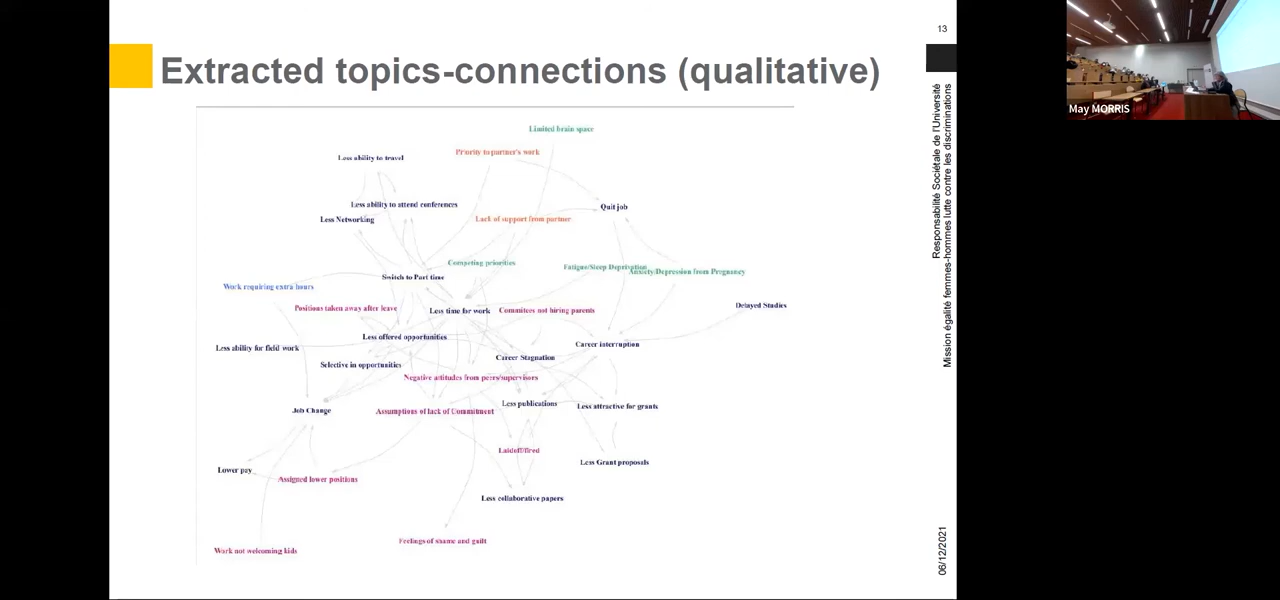 13
Extracted topics-connections (qualitative)
May MORRIS
Responsabilité Sociétale de l'Université
Mission égalité femmes-hommes lutte contre les discriminations
06/12/2021
Limited brain space
Priority to partner's work
Less ability to travel
Less ability to attend conferences
Less Networking
Lack of support from partner
Quit job
Competing priorities
Fatigue/Sleep Deprivation
Anxiety/Depression from Pregnancy
Switch to Part time
Work requiring extra hours
Positions taken away after leave
Less time for work
Commitees not hiring parents
Delayed Studies
Less offered opportunities
Less ability for field work
Career interruption
Selective in opportunities
Career Stagnation
Negative attitudes from peers/supervisors
Job Change
Assumptions of lack of Commitment
Less publications
Less attractive for grants
Laidoff/fired
Less Grant proposals
Lower pay
Assigned lower positions
Less collaborative papers
Feelings of shame and guilt
Work not welcoming kids